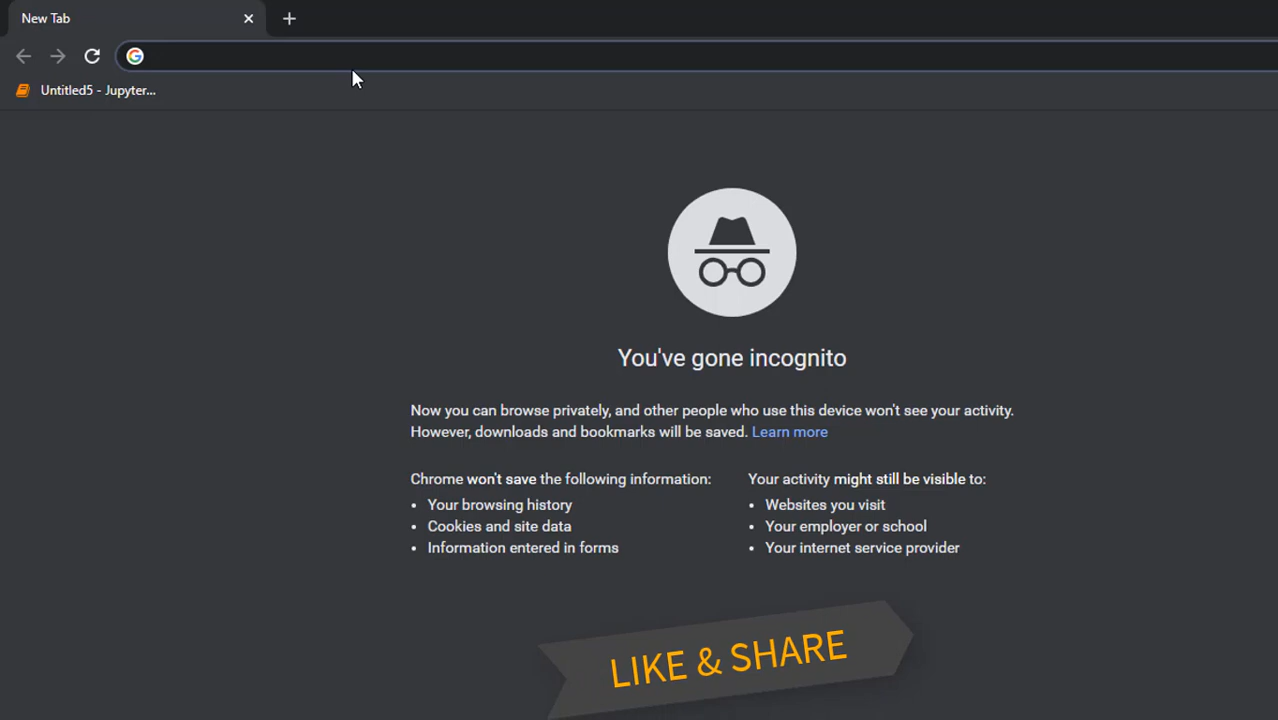 New Tab
Untitled5 - Jupyter...
You've gone incognito
Now you can browse privately, and other people who use this device won't see your activity.
However, downloads and bookmarks will be saved. Learn more
Chrome won't save the following information:
• Your browsing history
• Cookies and site data
• Information entered in forms
Your activity might still be visible to:
• Websites you visit
• Your employer or school
• Your internet service provider
LIKE & SHARE